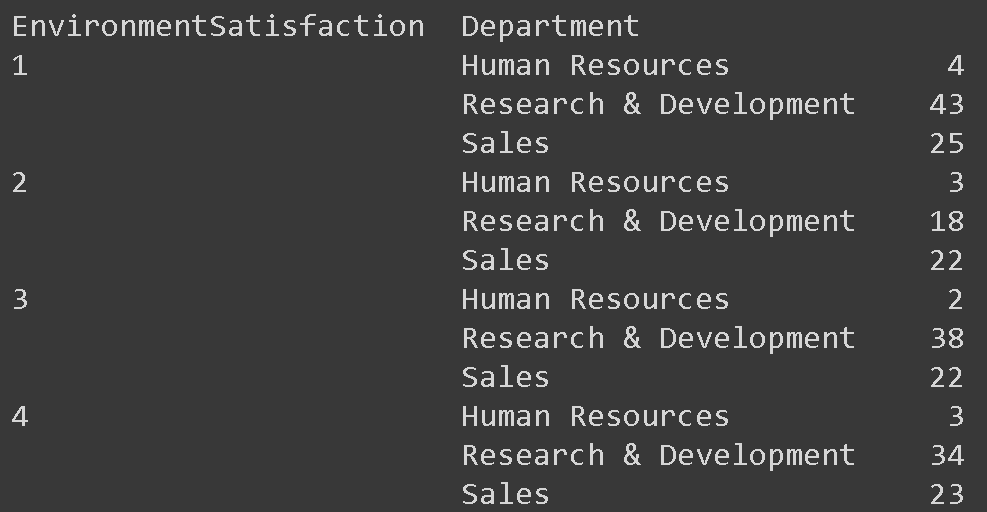 EnvironmentSatisfaction  Department
1                        Human Resources            4
                         Research & Development    43
                         Sales                     25
2                        Human Resources            3
                         Research & Development    18
                         Sales                     22
3                        Human Resources            2
                         Research & Development    38
                         Sales                     22
4                        Human Resources            3
                         Research & Development    34
                         Sales                     23